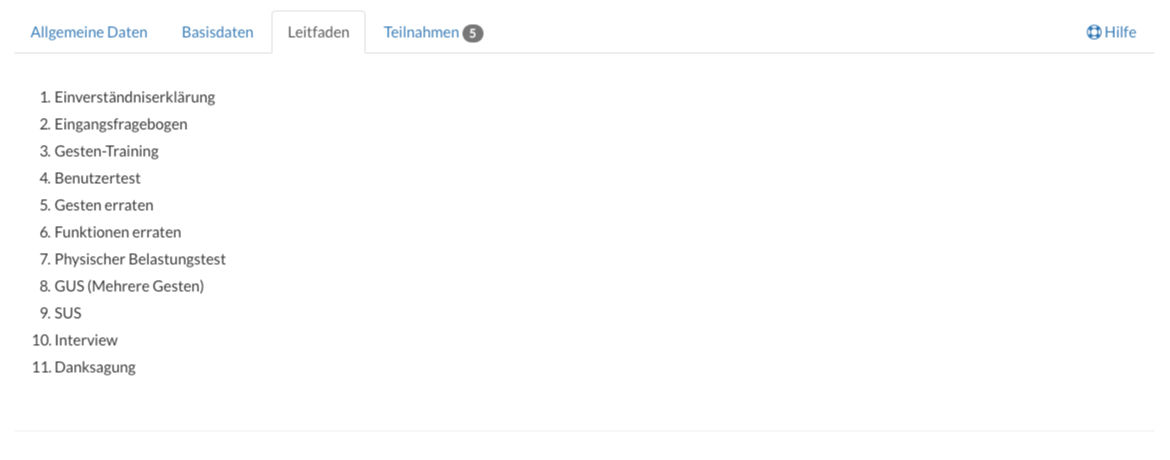 Allgemeine Daten Basisdaten Leitfaden Teilnahmen 5 Hilfe
1. Einverständniserklärung
2. Eingangsfragebogen
3. Gesten-Training
4. Benutzertest
5. Gesten erraten
6. Funktionen erraten
7. Physischer Belastungstest
8. GUS (Mehrere Gesten)
9. SUS
10. Interview
11. Danksagung